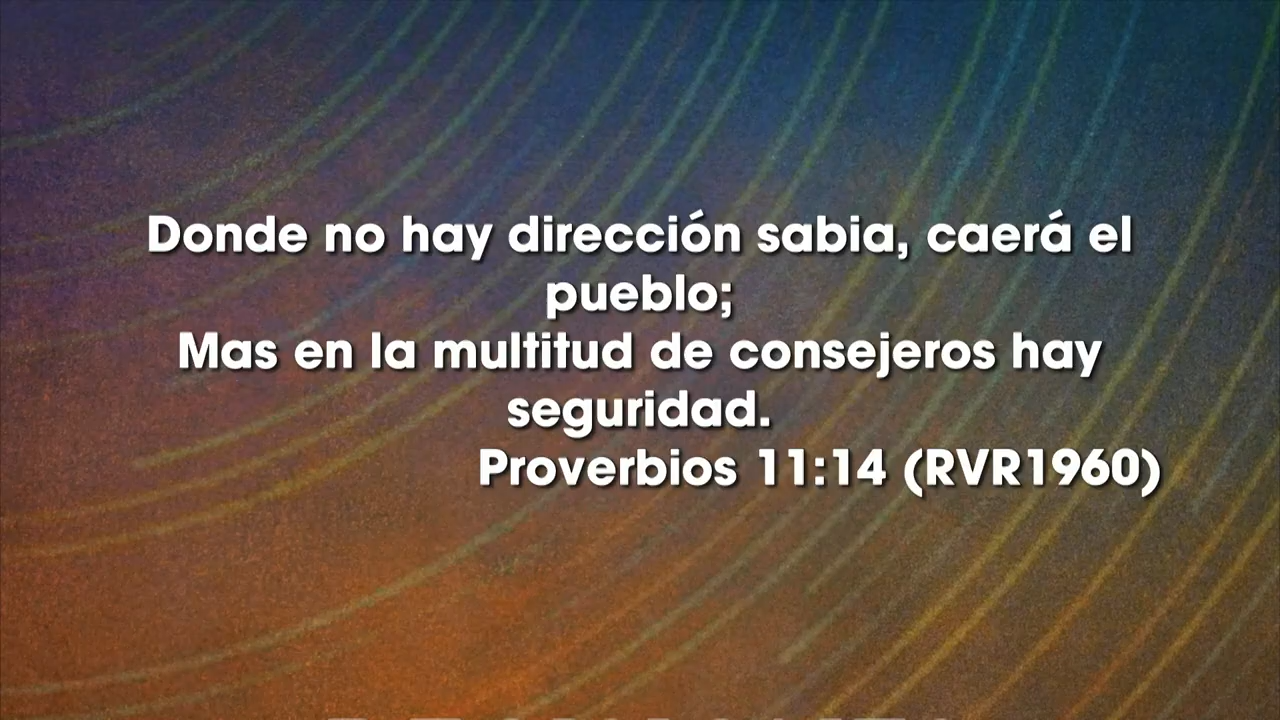 Donde no hay dirección sabia, caerá el
pueblo;
Mas en la multitud de consejeros hay
seguridad.
Proverbios 11:14 (RVR1960)